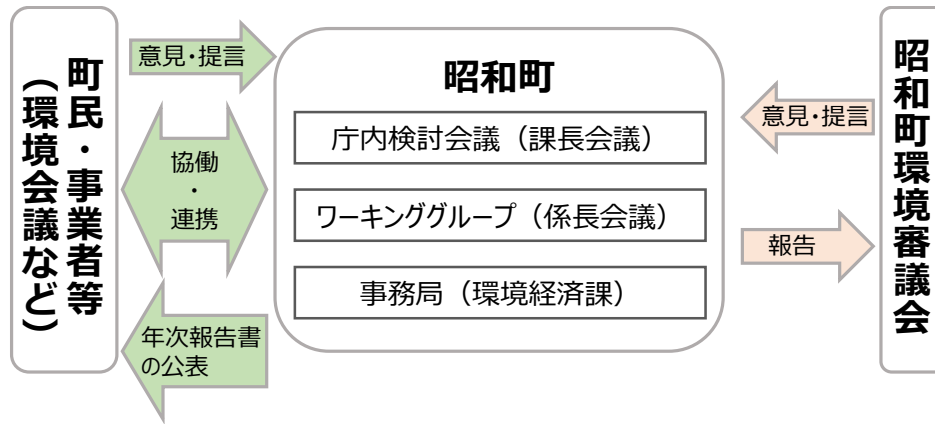 町民・事業者等
（環境会議など）
意見・提言
協働
・
連携
年次報告書
の公表
昭和町
庁内検討会議（課長会議）
ワーキンググループ（係長会議）
事務局（環境経済課）
意見・提言
報告
昭和町環境審議会